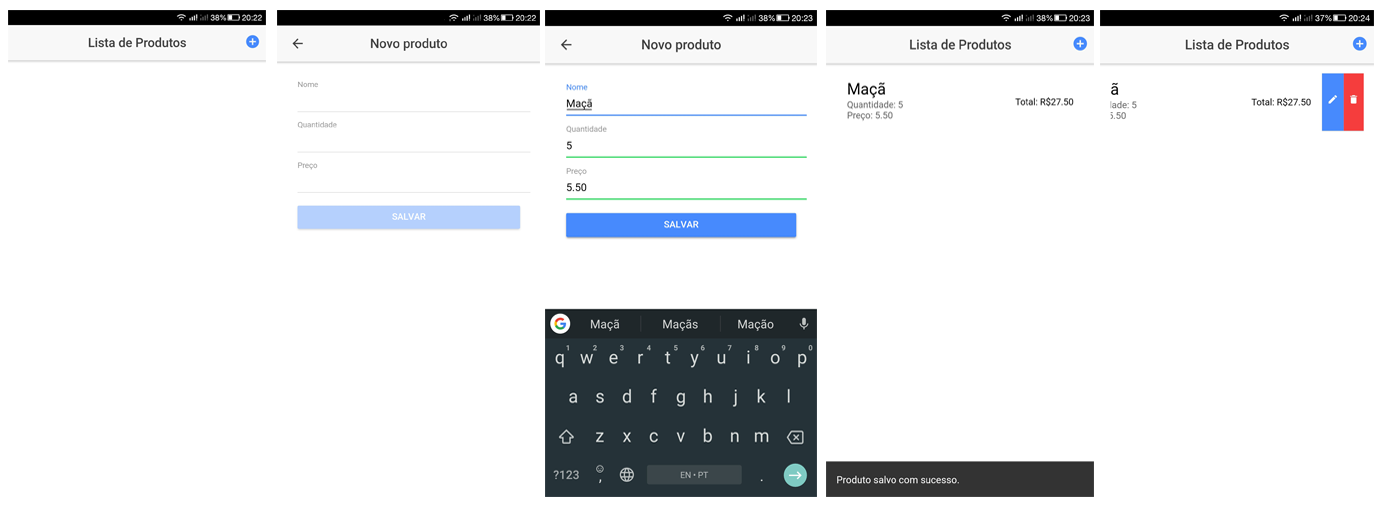 38% 20:22
Lista de Produtos
38% 20:22
Novo produto
Nome
Quantidade
Preço
SALVAR
38% 20:23
Novo produto
Nome
Maçã
Quantidade
5
Preço
5.50
SALVAR
G Maçã Maçãs Mação
1 2 3 4 5 6 7 8 9 0
q w e r t y u i o p
a s d f g h j k l
z x c v b n m
?123 , EN • PT .
38% 20:23
Lista de Produtos
Maçã
Quantidade: 5
Total: R$27.50
Preço: 5.50
Produto salvo com sucesso.
37% 20:24
Lista de Produtos
ã
dade: 5
Total: R$27.50
5.50